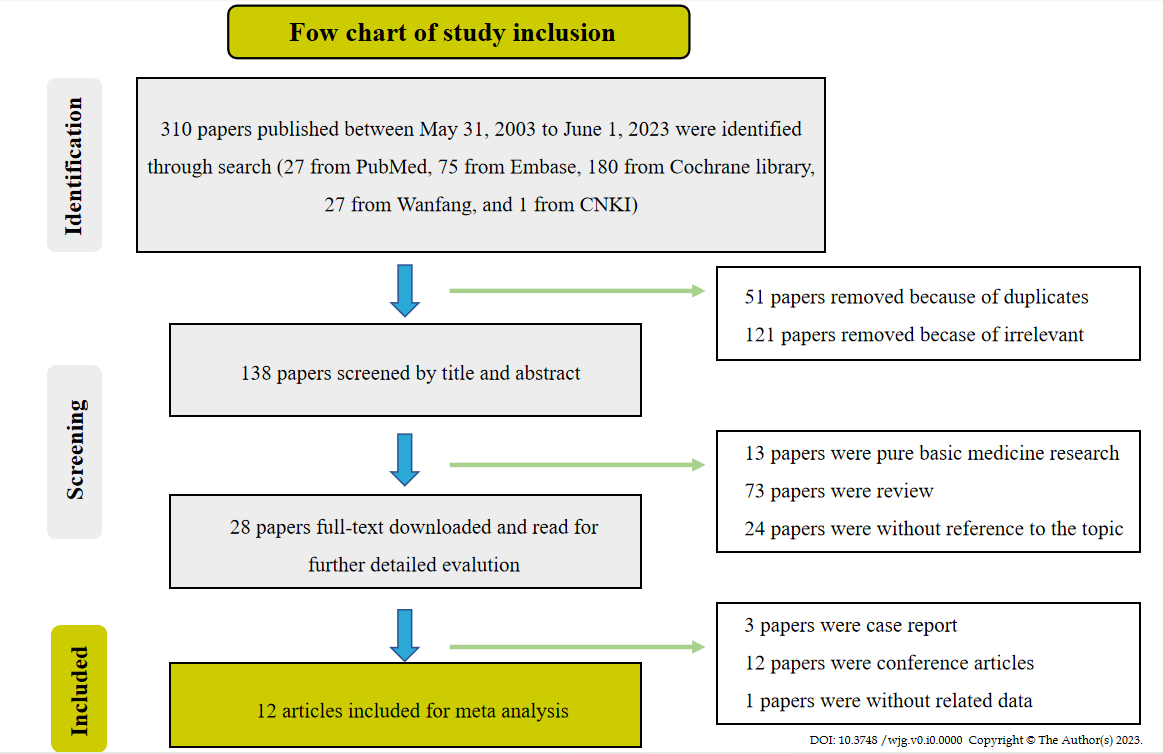 Fow chart of study inclusion
Identification
310 papers published between May 31, 2003 to June 1, 2023 were identified
through search (27 from PubMed, 75 from Embase, 180 from Cochrane library,
27 from Wanfang, and 1 from CNKI)
51 papers removed because of duplicates
121 papers removed becase of irrelevant
Screening
138 papers screened by title and abstract
13 papers were pure basic medicine research
73 papers were review
24 papers were without reference to the topic
28 papers full-text downloaded and read for
further detailed evalution
3 papers were case report
12 papers were conference articles
1 papers were without related data
Included
12 articles included for meta analysis
DOI: 10.3748 /wjg.v0.i0.0000 Copyright © The Author(s) 2023.